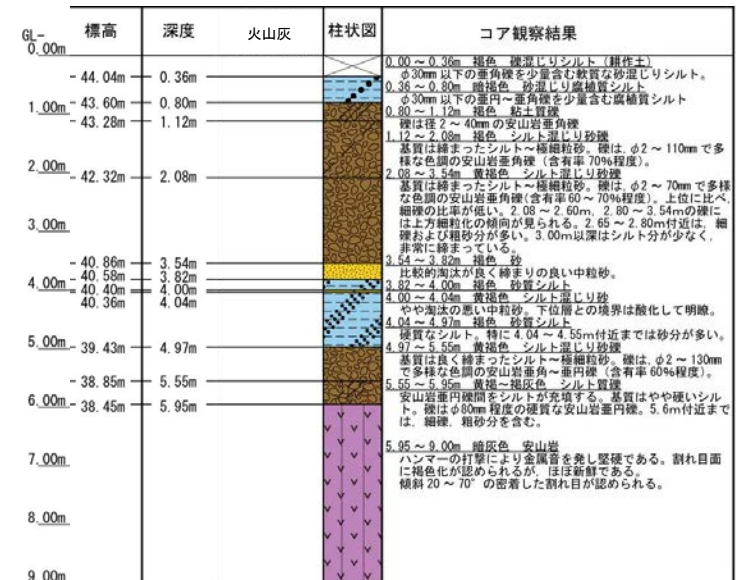 標高 深度 火山灰 柱状図 コア観察結果
GL-
0.00m
1.00m
2.00m
3.00m
4.00m
5.00m
6.00m
7.00m
8.00m
9.00m
44.04m 0.36m
43.60m 0.80m
43.28m 1.12m
42.32m 2.08m
40.86m 3.54m
40.58m 3.82m
40.40m 4.00m
40.36m 4.04m
39.43m 4.97m
38.85m 5.55m
38.45m 5.95m
0.00～0.36m 褐色 礫混じりシルト（耕作土）
φ30mm以下の亜角礫を少量含む軟質な砂混じりシルト。
0.36～0.80m 暗褐色 砂混じり腐植質シルト
φ30mm以下の亜円～亜角礫を少量含む腐植質シルト
0.80～1.12m 褐色 粘土質礫
礫は径2～40mmの安山岩亜角礫
1.12～2.08m 褐色 シルト混じり砂礫
基質は締まったシルト～極細粒砂。礫は，φ2～110mmで多
様な色調の安山岩亜角礫（含有率70%程度）。
2.08～3.54m 黄褐色 シルト混じり砂礫
基質は締まったシルト～極細粒砂。礫は，φ2～70mmで多様
な色調の安山岩亜角礫(含有率60～70%程度）。上位に比べ，
細礫の比率が低い。2.08～2.60m，2.80～3.54mの礫に
は上方細粒化の傾向が見られる。2.65～2.80m付近は，細
礫および粗砂分が多い。3.00m以深はシルト分が少なく，
非常に締まっている。
3.54～3.82m 褐色 砂
比較的淘汰が良く締まりの良い中粒砂。
3.82～4.00m 褐色 砂質シルト
4.00～4.04m 黄褐色 シルト混じり砂
やや淘汰の悪い中粒砂。下位層との境界は酸化して明瞭。
4.04～4.97m 褐色 砂質シルト
硬質なシルト。特に4.04～4.55m付近までは砂分が多い。
4.97～5.55m 黄褐色 シルト混じり砂礫
基質は良く締まったシルト～極細粒砂。礫は，φ2～130mm
で多様な色調の安山岩亜角～亜円礫（含有率60%程度）。
5.55～5.95m 黄褐～褐灰色 シルト質礫
安山岩亜円礫間をシルトが充填する。基質はやや硬いシル
ト。礫はφ80mm程度の硬質な安山岩亜円礫。5.6m付近まで
は，細礫，粗砂分を含む。
5.95～9.00m 暗灰色 安山岩
ハンマーの打撃により金属音を発し堅硬である。割れ目面
に褐色化が認められるが，ほぼ新鮮である。
傾斜20～70°の密着した割れ目が認められる。